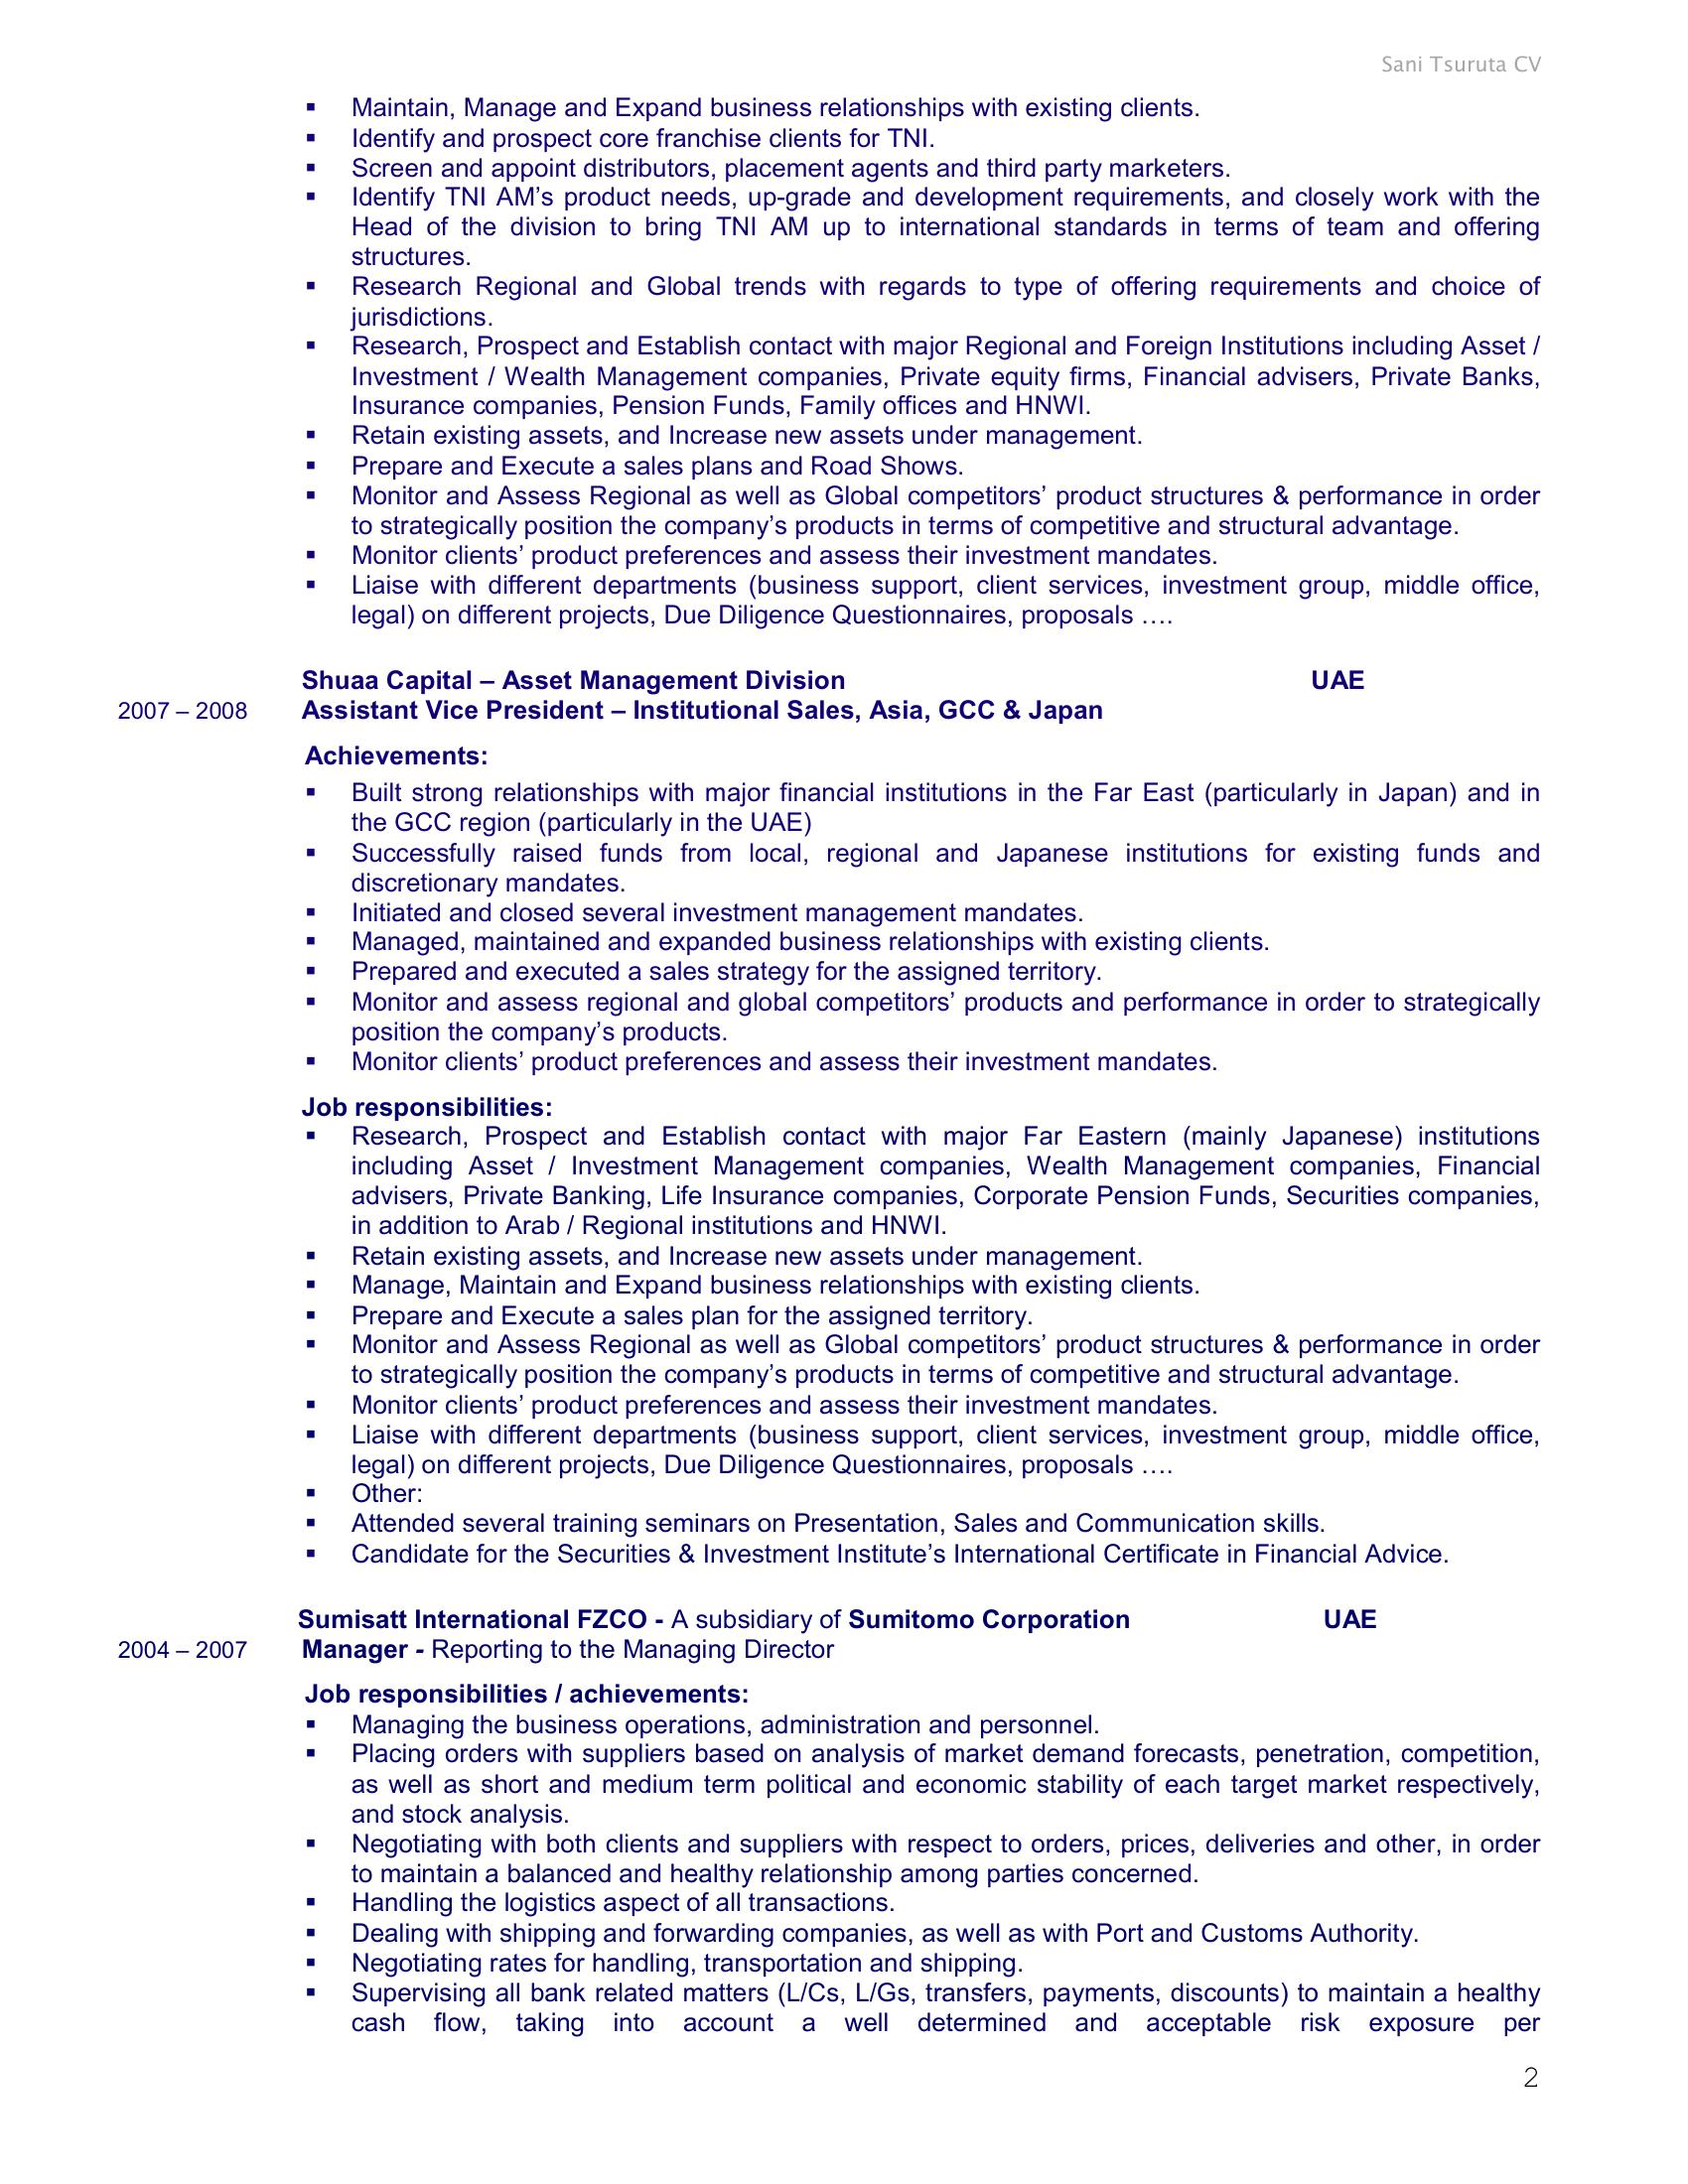 Sani Tsuruta CV
▪ Maintain, Manage and Expand business relationships with existing clients.
▪ Identify and prospect core franchise clients for TNI.
▪ Screen and appoint distributors, placement agents and third party marketers.
▪ Identify TNI AM’s product needs, up-grade and development requirements, and closely work with the
Head of the division to bring TNI AM up to international standards in terms of team and offering
structures.
▪ Research Regional and Global trends with regards to type of offering requirements and choice of
jurisdictions.
▪ Research, Prospect and Establish contact with major Regional and Foreign Institutions including Asset /
Investment / Wealth Management companies, Private equity firms, Financial advisers, Private Banks,
Insurance companies, Pension Funds, Family offices and HNWI.
▪ Retain existing assets, and Increase new assets under management.
▪ Prepare and Execute a sales plans and Road Shows.
▪ Monitor and Assess Regional as well as Global competitors’ product structures & performance in order
to strategically position the company’s products in terms of competitive and structural advantage.
▪ Monitor clients’ product preferences and assess their investment mandates.
▪ Liaise with different departments (business support, client services, investment group, middle office,
legal) on different projects, Due Diligence Questionnaires, proposals ….
Shuaa Capital – Asset Management Division UAE
2007 – 2008 Assistant Vice President – Institutional Sales, Asia, GCC & Japan
Achievements:
▪ Built strong relationships with major financial institutions in the Far East (particularly in Japan) and in
the GCC region (particularly in the UAE)
▪ Successfully raised funds from local, regional and Japanese institutions for existing funds and
discretionary mandates.
▪ Initiated and closed several investment management mandates.
▪ Managed, maintained and expanded business relationships with existing clients.
▪ Prepared and executed a sales strategy for the assigned territory.
▪ Monitor and assess regional and global competitors’ products and performance in order to strategically
position the company’s products.
▪ Monitor clients’ product preferences and assess their investment mandates.
Job responsibilities:
▪ Research, Prospect and Establish contact with major Far Eastern (mainly Japanese) institutions
including Asset / Investment Management companies, Wealth Management companies, Financial
advisers, Private Banking, Life Insurance companies, Corporate Pension Funds, Securities companies,
in addition to Arab / Regional institutions and HNWI.
▪ Retain existing assets, and Increase new assets under management.
▪ Manage, Maintain and Expand business relationships with existing clients.
▪ Prepare and Execute a sales plan for the assigned territory.
▪ Monitor and Assess Regional as well as Global competitors’ product structures & performance in order
to strategically position the company’s products in terms of competitive and structural advantage.
▪ Monitor clients’ product preferences and assess their investment mandates.
▪ Liaise with different departments (business support, client services, investment group, middle office,
legal) on different projects, Due Diligence Questionnaires, proposals ….
▪ Other:
▪ Attended several training seminars on Presentation, Sales and Communication skills.
▪ Candidate for the Securities & Investment Institute’s International Certificate in Financial Advice.
Sumisatt International FZCO - A subsidiary of Sumitomo Corporation UAE
2004 – 2007 Manager - Reporting to the Managing Director
Job responsibilities / achievements:
▪ Managing the business operations, administration and personnel.
▪ Placing orders with suppliers based on analysis of market demand forecasts, penetration, competition,
as well as short and medium term political and economic stability of each target market respectively,
and stock analysis.
▪ Negotiating with both clients and suppliers with respect to orders, prices, deliveries and other, in order
to maintain a balanced and healthy relationship among parties concerned.
▪ Handling the logistics aspect of all transactions.
▪ Dealing with shipping and forwarding companies, as well as with Port and Customs Authority.
▪ Negotiating rates for handling, transportation and shipping.
▪ Supervising all bank related matters (L/Cs, L/Gs, transfers, payments, discounts) to maintain a healthy
cash flow, taking into account a well determined and acceptable risk exposure per
2